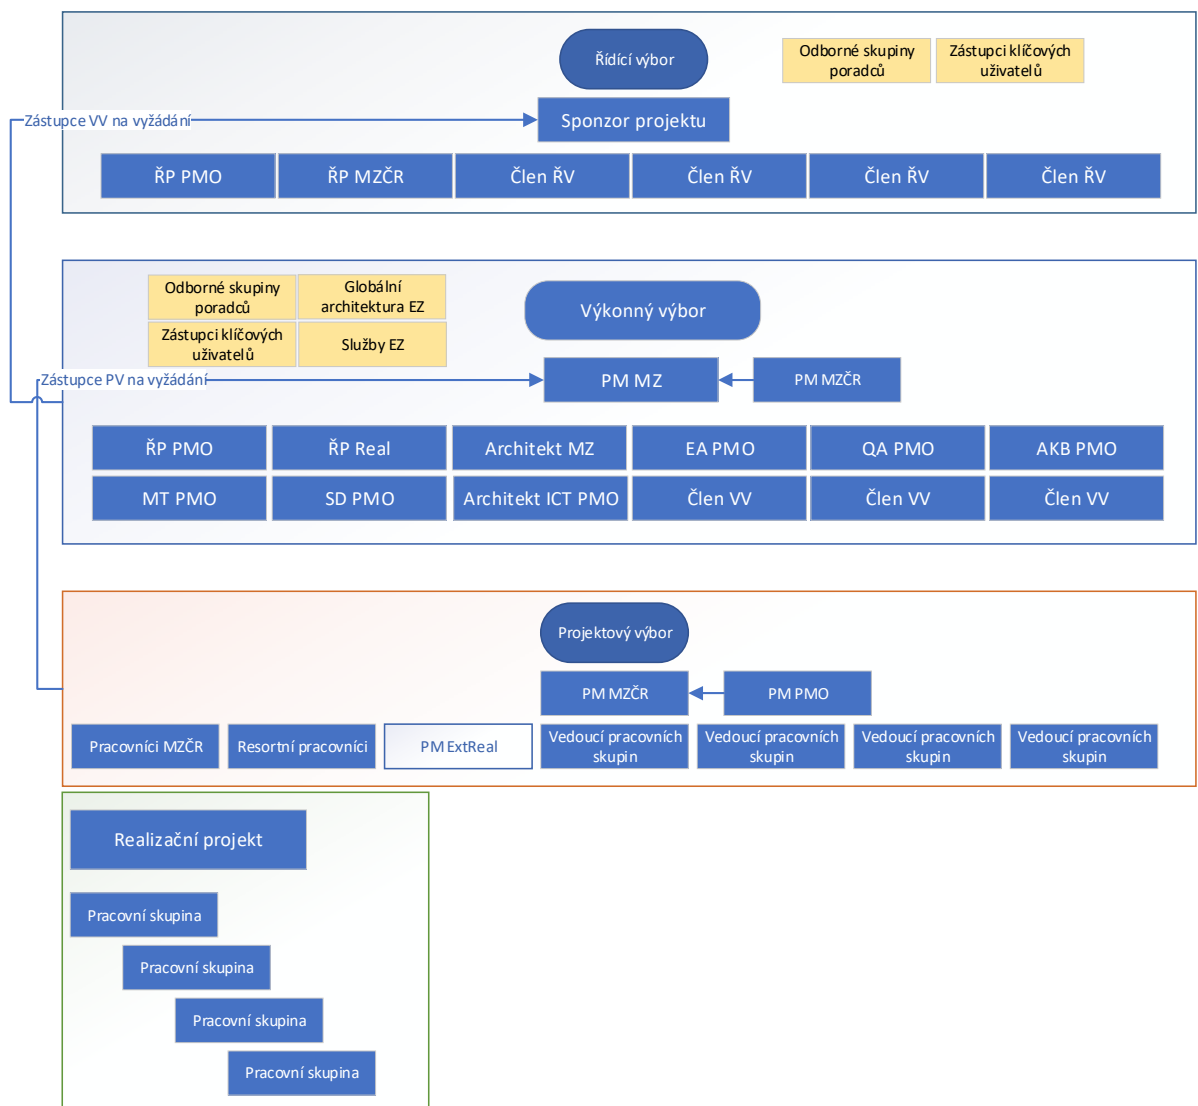 Řídící výbor
Odborné skupiny
poradců
Zástupci klíčových
uživatelů
Zástupce VV na vyžádání
Sponzor projektu
ŘP PMO
ŘP MZČR
Člen ŘV
Člen ŘV
Člen ŘV
Člen ŘV
Odborné skupiny
poradců
Globální
architektura EZ
Zástupci klíčových
uživatelů
Služby EZ
Výkonný výbor
Zástupce PV na vyžádání
PM MZ
PM MZČR
ŘP PMO
ŘP Real
Architekt MZ
EA PMO
QA PMO
AKB PMO
MT PMO
SD PMO
Architekt ICT PMO
Člen VV
Člen VV
Člen VV
Projektový výbor
PM MZČR
PM PMO
Pracovníci MZČR
Resortní pracovníci
PM ExtReal
Vedoucí pracovních
skupin
Vedoucí pracovních
skupin
Vedoucí pracovních
skupin
Vedoucí pracovních
skupin
Realizační projekt
Pracovní skupina
Pracovní skupina
Pracovní skupina
Pracovní skupina